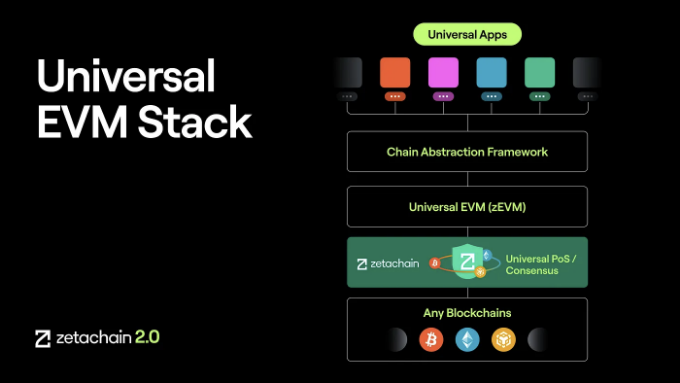 Universal
EVM Stack
Universal Apps
Chain Abstraction Framework
Universal EVM (zEVM)
zetachain
Universal PoS /
Consensus
Any Blockchains
zetachain 2.0